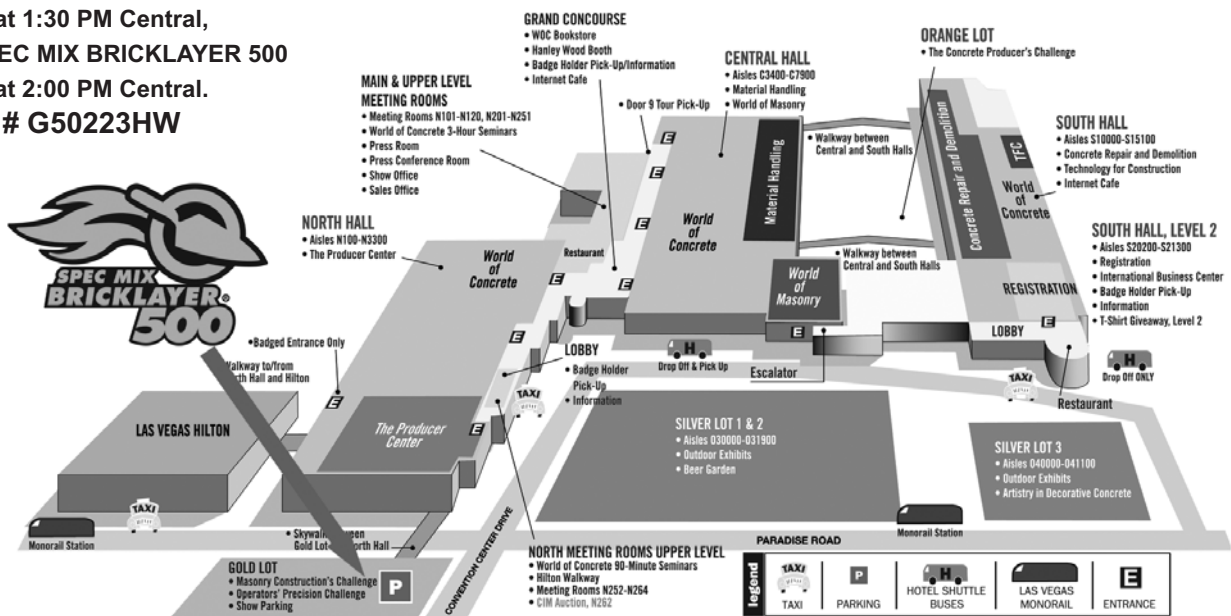 at 1:30 PM Central,
EC MIX BRICKLAYER 500
at 2:00 PM Central.
# G50223HW
SPEC MIX
BRICKLAYER®
500
GRAND CONCOURSE
• WOC Bookstore
• Hanley Wood Booth
• Badge Holder Pick-Up/Information
• Internet Cafe
MAIN & UPPER LEVEL
MEETING ROOMS
• Meeting Rooms N101-N120, N201-N251
• World of Concrete 3-Hour Seminars
• Press Room
• Press Conference Room
• Show Office
• Sales Office
• Door 9 Tour Pick-Up
CENTRAL HALL
• Aisles C3400-C7900
• Material Handling
• World of Masonry
ORANGE LOT
• The Concrete Producer's Challenge
• Walkway between
Central and South Halls
SOUTH HALL
• Aisles S10000-S15100
• Concrete Repair and Demolition
• Technology for Construction
• Internet Cafe
SOUTH HALL, LEVEL 2
• Aisles S20200-S21300
• Registration
• International Business Center
• Badge Holder Pick-Up
• Information
• T-Shirt Giveaway, Level 2
NORTH HALL
• Aisles N100-N3300
• The Producer Center
World
of
Concrete
Restaurant
World
of
Concrete
Material Handling
World
of
Masonry
• Walkway between
Central and South Halls
Concrete Repair and Demolition
TFC
World
of
Concrete
REGISTRATION
LOBBY
Restaurant
H
Drop Off ONLY
TAXI
E
E
E
E
E
E
E
E
E
E
• Badged Entrance Only
Walkway to/from
North Hall and Hilton
LAS VEGAS HILTON
The Producer
Center
LOBBY
• Badge Holder
Pick-Up
• Information
TAXI
H
Drop Off & Pick Up
Escalator
SILVER LOT 1 & 2
• Aisles O30000-O31900
• Outdoor Exhibits
• Beer Garden
SILVER LOT 3
• Aisles O40000-O41100
• Outdoor Exhibits
• Artistry in Decorative Concrete
TAXI
Monorail Station
Monorail Station
PARADISE ROAD
CONVENTION CENTER DRIVE
• Skywalk
Gold Lot North Hall
GOLD LOT
• Masonry Construction's Challenge
• Operators' Precision Challenge
• Show Parking
P
NORTH MEETING ROOMS UPPER LEVEL
• World of Concrete 90-Minute Seminars
• Hilton Walkway
• Meeting Rooms N252-N264
• CIM Auction, N262
legend
TAXI
TAXI
P
PARKING
H
HOTEL SHUTTLE
BUSES
LAS VEGAS
MONORAIL
E
ENTRANCE